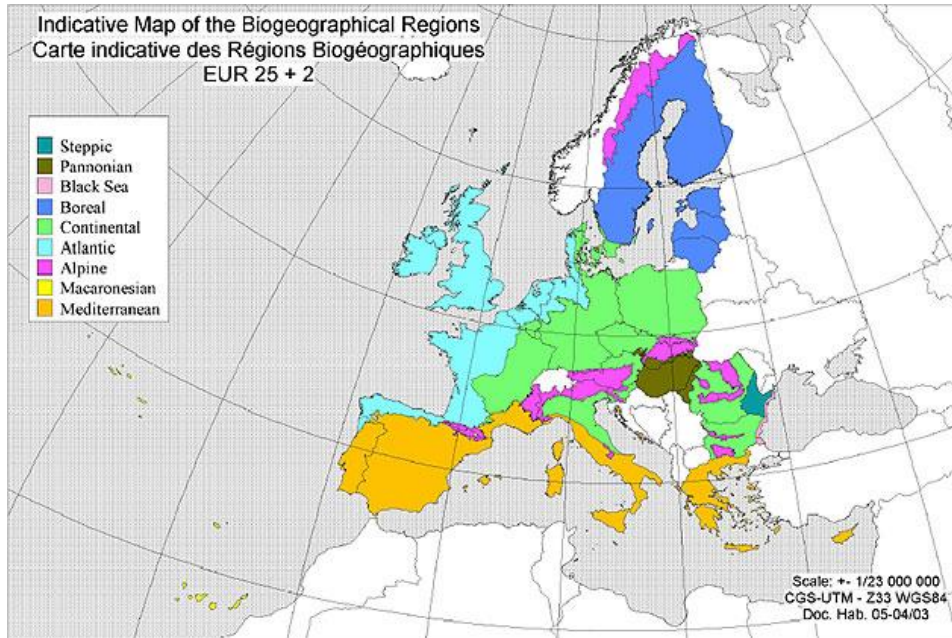 Indicative Map of the Biogeographical Regions
Carte indicative des Régions Biogéographiques
EUR 25 + 2
Steppic
Pannonian
Black Sea
Boreal
Continental
Atlantic
Alpine
Macaronesian
Mediterranean
Scale: +- 1/23 000 000
CGS-UTM - Z33 WGS84
Doc. Hab. 05-04/03